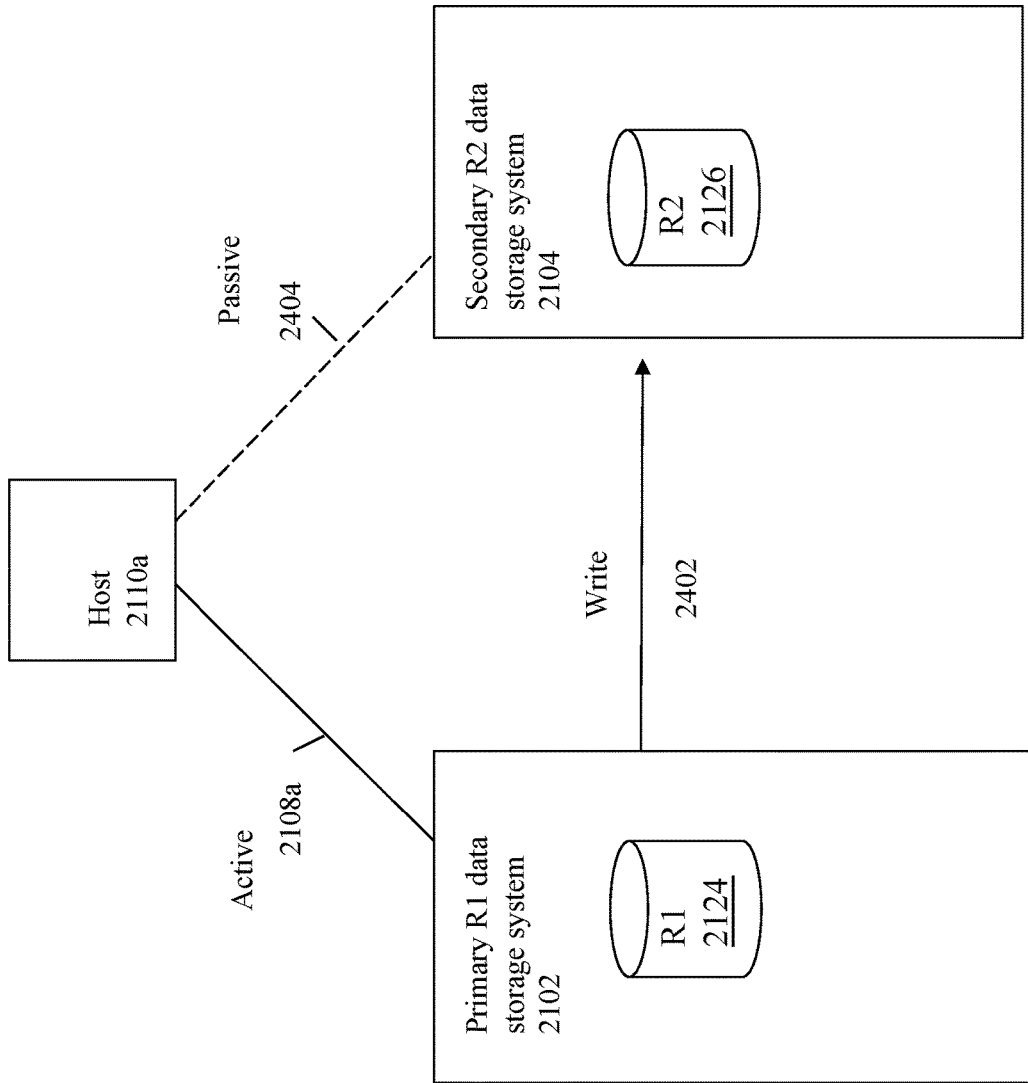 Host
2110a
Active
2108a
Passive
2404
Primary R1 data
storage system
2102
R1
2124
Write
2402
Secondary R2 data
storage system
2104
R2
2126